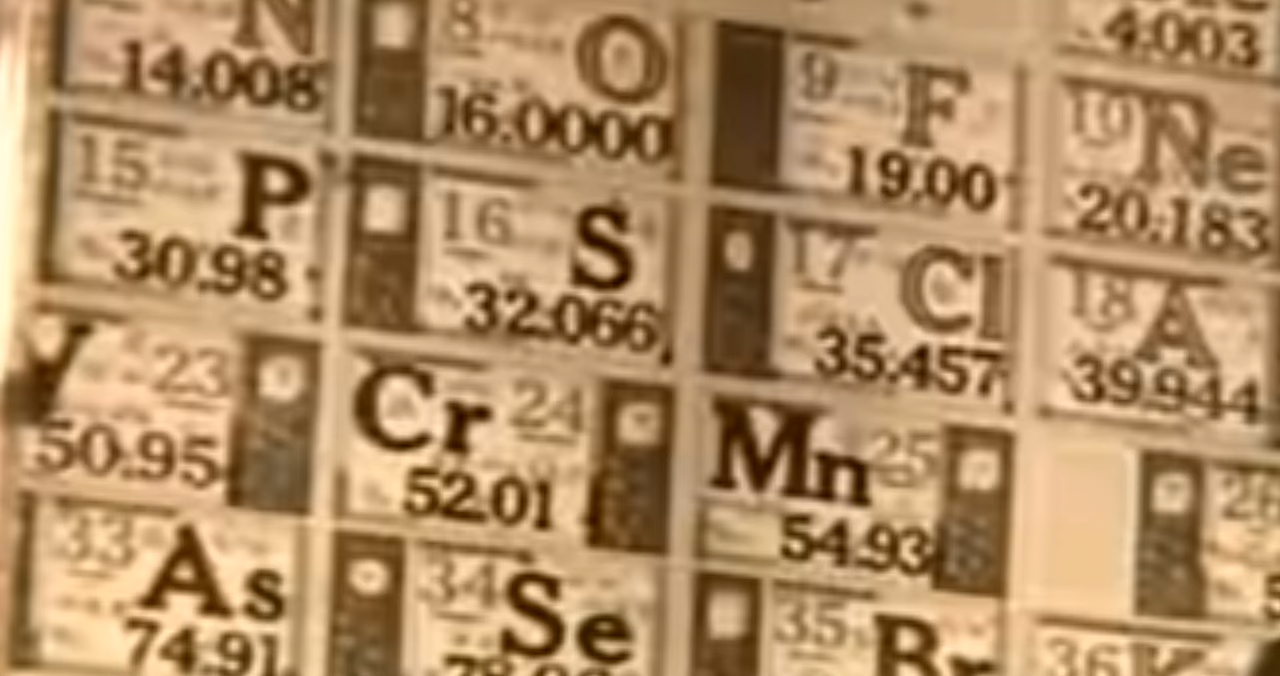 N
14.008
8 O
16.0000
9 F
19.00
4.003
10 Ne
20.183
15 P
30.98
16 S
32.066
17 Cl
35.457
18 A
39.944
V 23
50.95
Cr 24
52.01
Mn 25
54.93
33 As
74.91
34 Se
35 Br
36 K